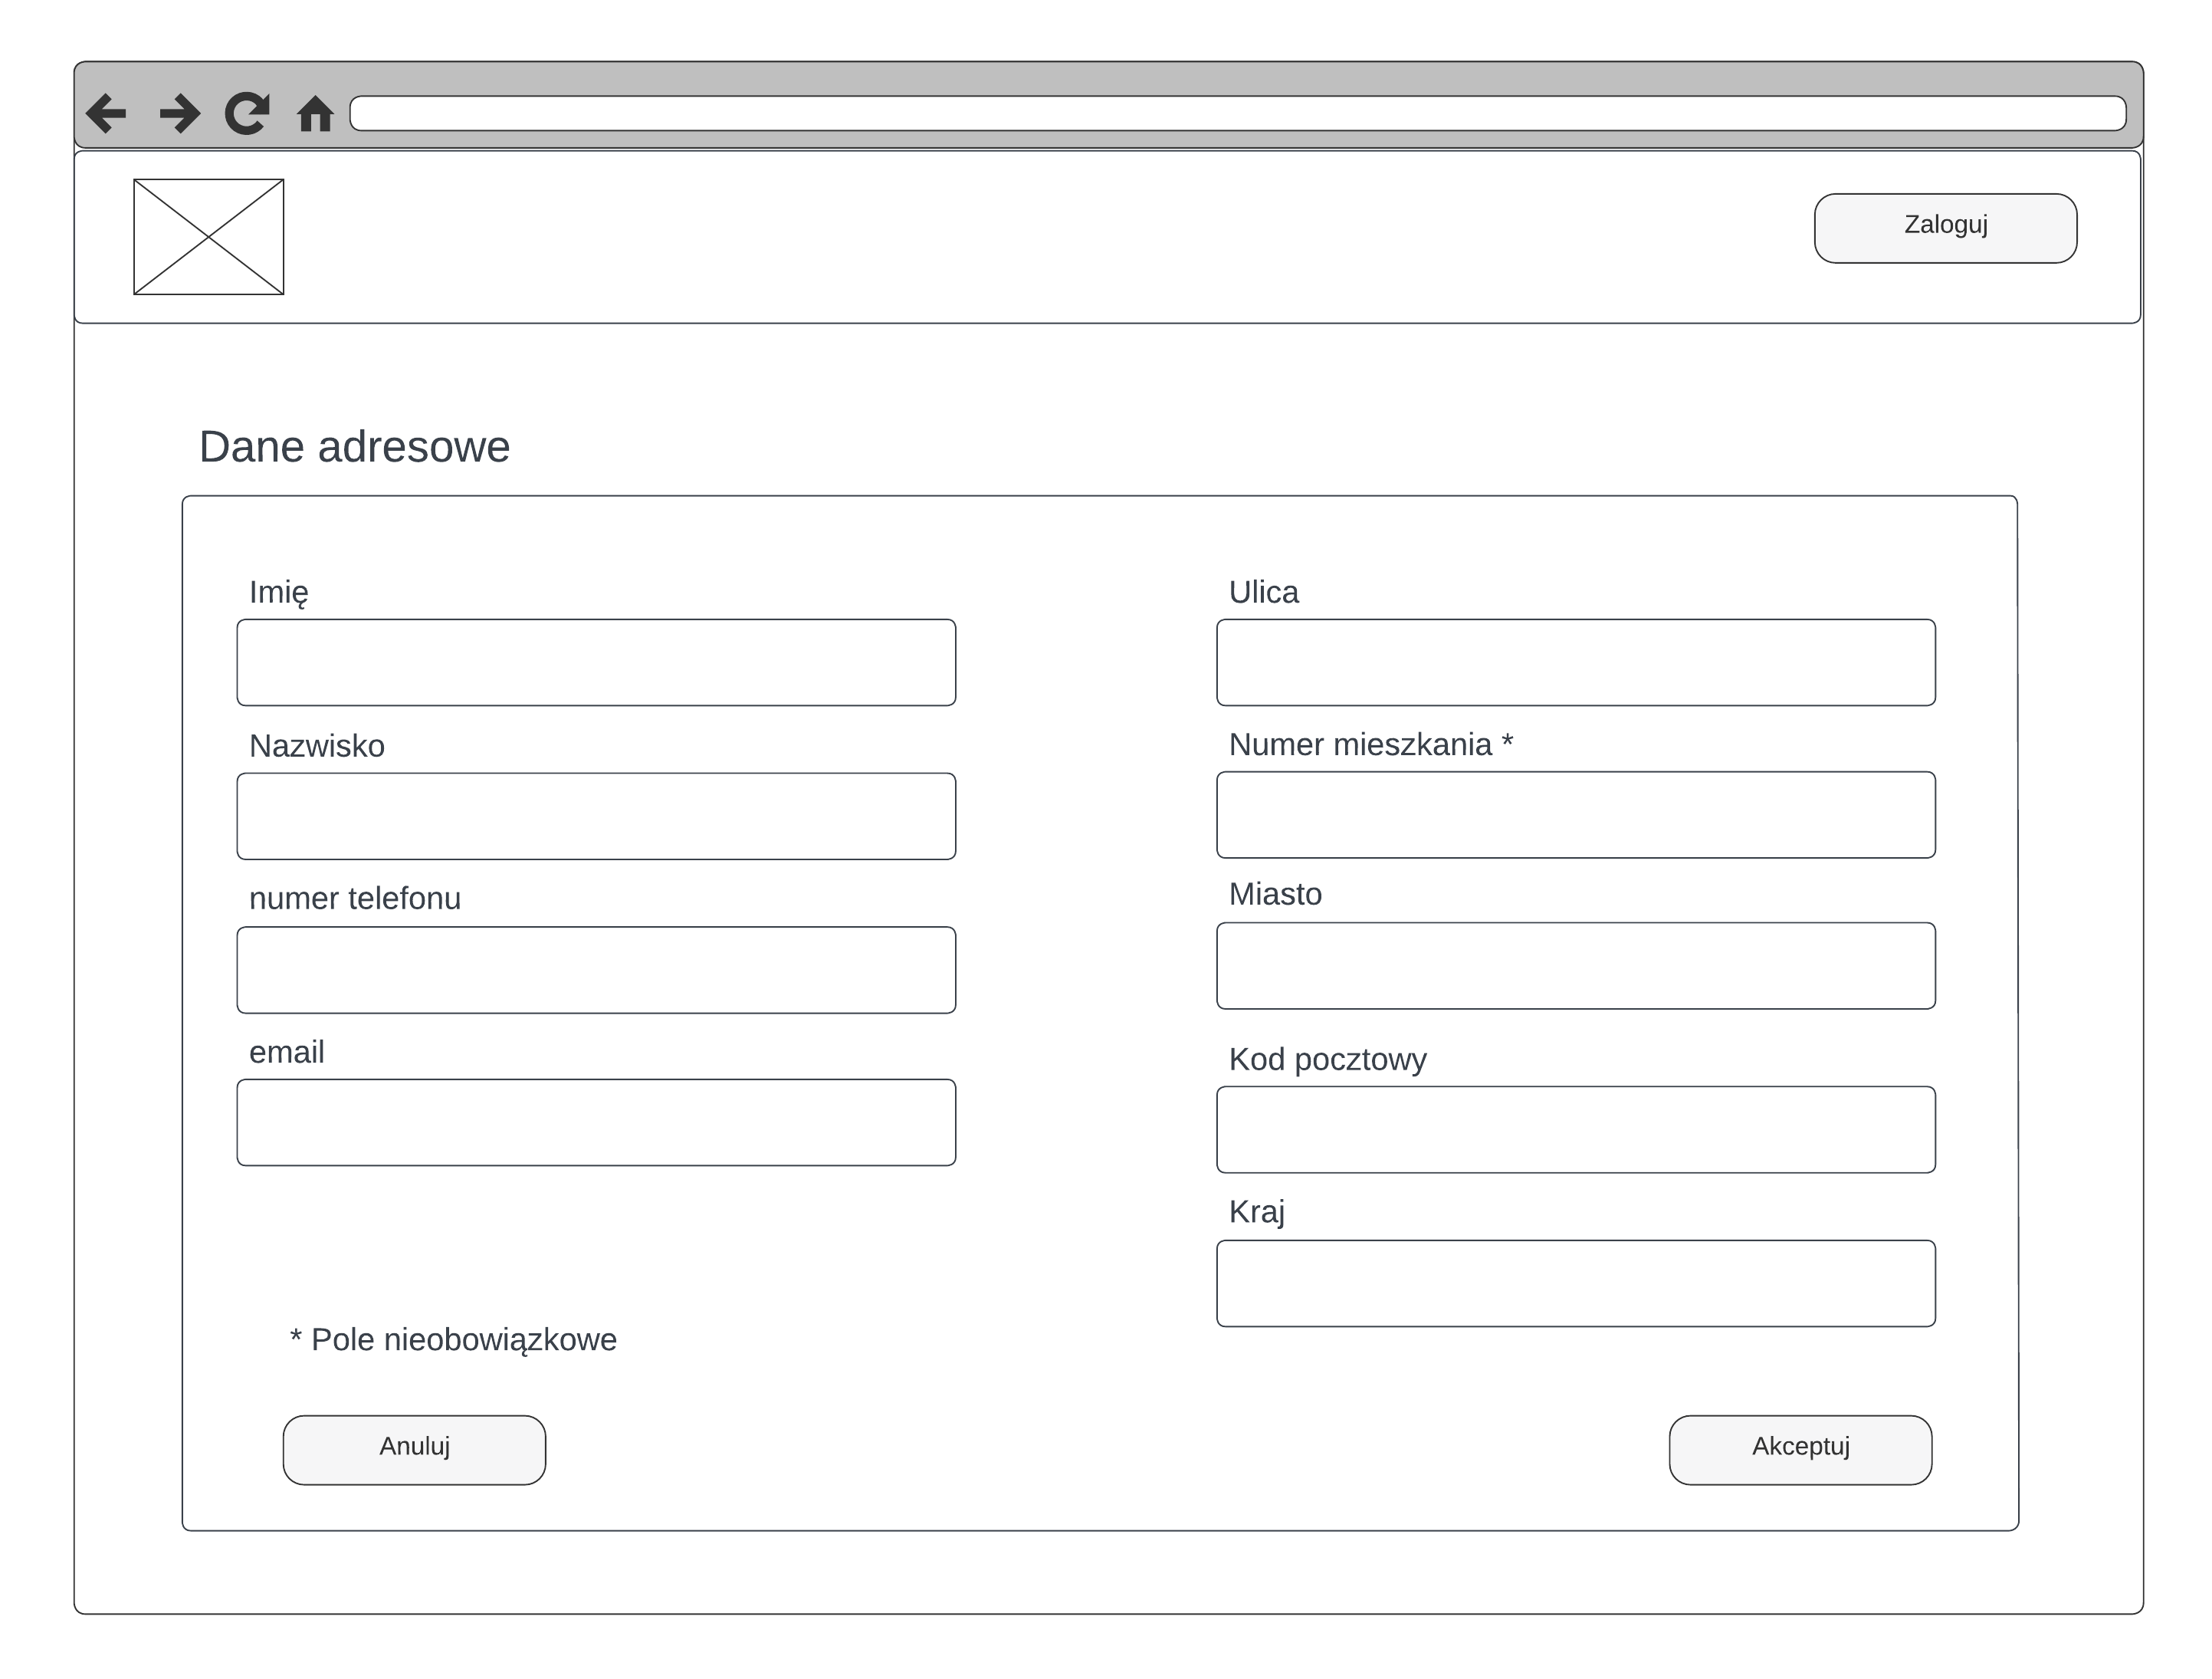 Zaloguj
Dane adresowe
Imię
Nazwisko
numer telefonu
email
Ulica
Numer mieszkania *
Miasto
Kod pocztowy
Kraj
* Pole nieobowiązkowe
Anuluj
Akceptuj